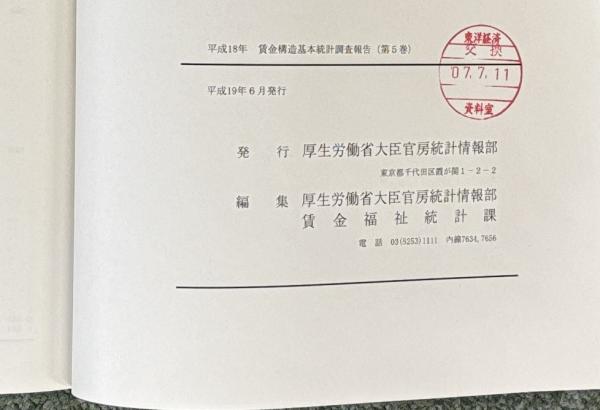 平成18年 賃金構造基本統計調査報告 (第5巻)
東洋経済
交換
07.7.11
資料室
平成19年6月発行
発行 厚生労働省大臣官房統計情報部
東京都千代田区霞が関1-2-2
編集 厚生労働省大臣官房統計情報部
賃金福祉統計課
電話 03(5253)1111 内線7634,7656